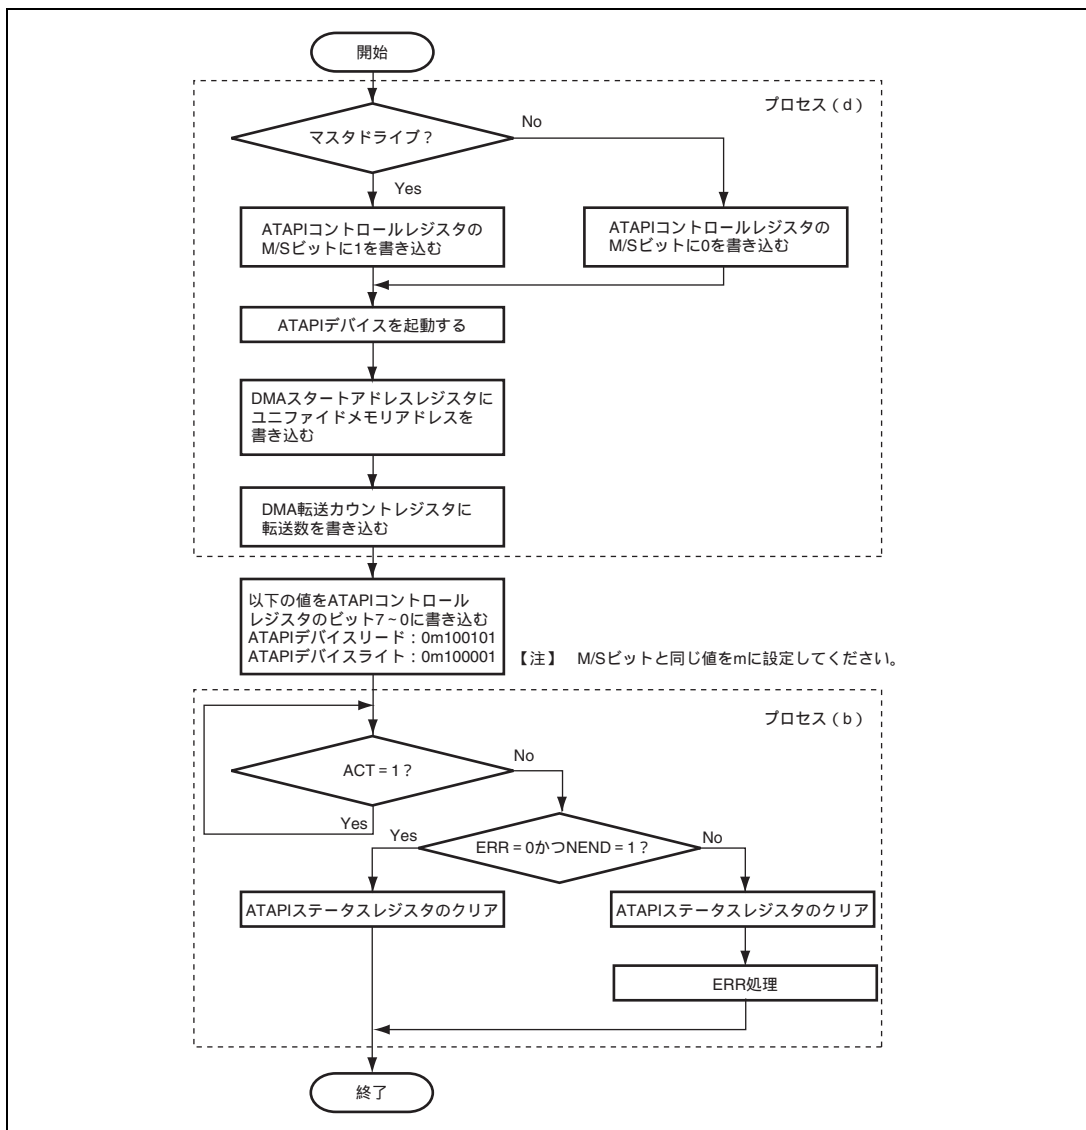 開始
プロセス（d）
マスタドライブ？
No
Yes
ATAPIコントロールレジスタの
M/Sビットに1を書き込む
ATAPIコントロールレジスタの
M/Sビットに0を書き込む
ATAPIデバイスを起動する
DMAスタートアドレスレジスタに
ユニファイドメモリアドレスを
書き込む
DMA転送カウントレジスタに
転送数を書き込む
以下の値をATAPIコントロール
レジスタのビット7～0に書き込む
ATAPIデバイスリード：0m100101
ATAPIデバイスライト：0m100001
【注】 M/Sビットと同じ値をmに設定してください。
プロセス（b）
ACT＝1？
No
Yes
ERR＝0かつNEND＝1？
Yes
No
ATAPIステータスレジスタのクリア
ATAPIステータスレジスタのクリア
ERR処理
終了